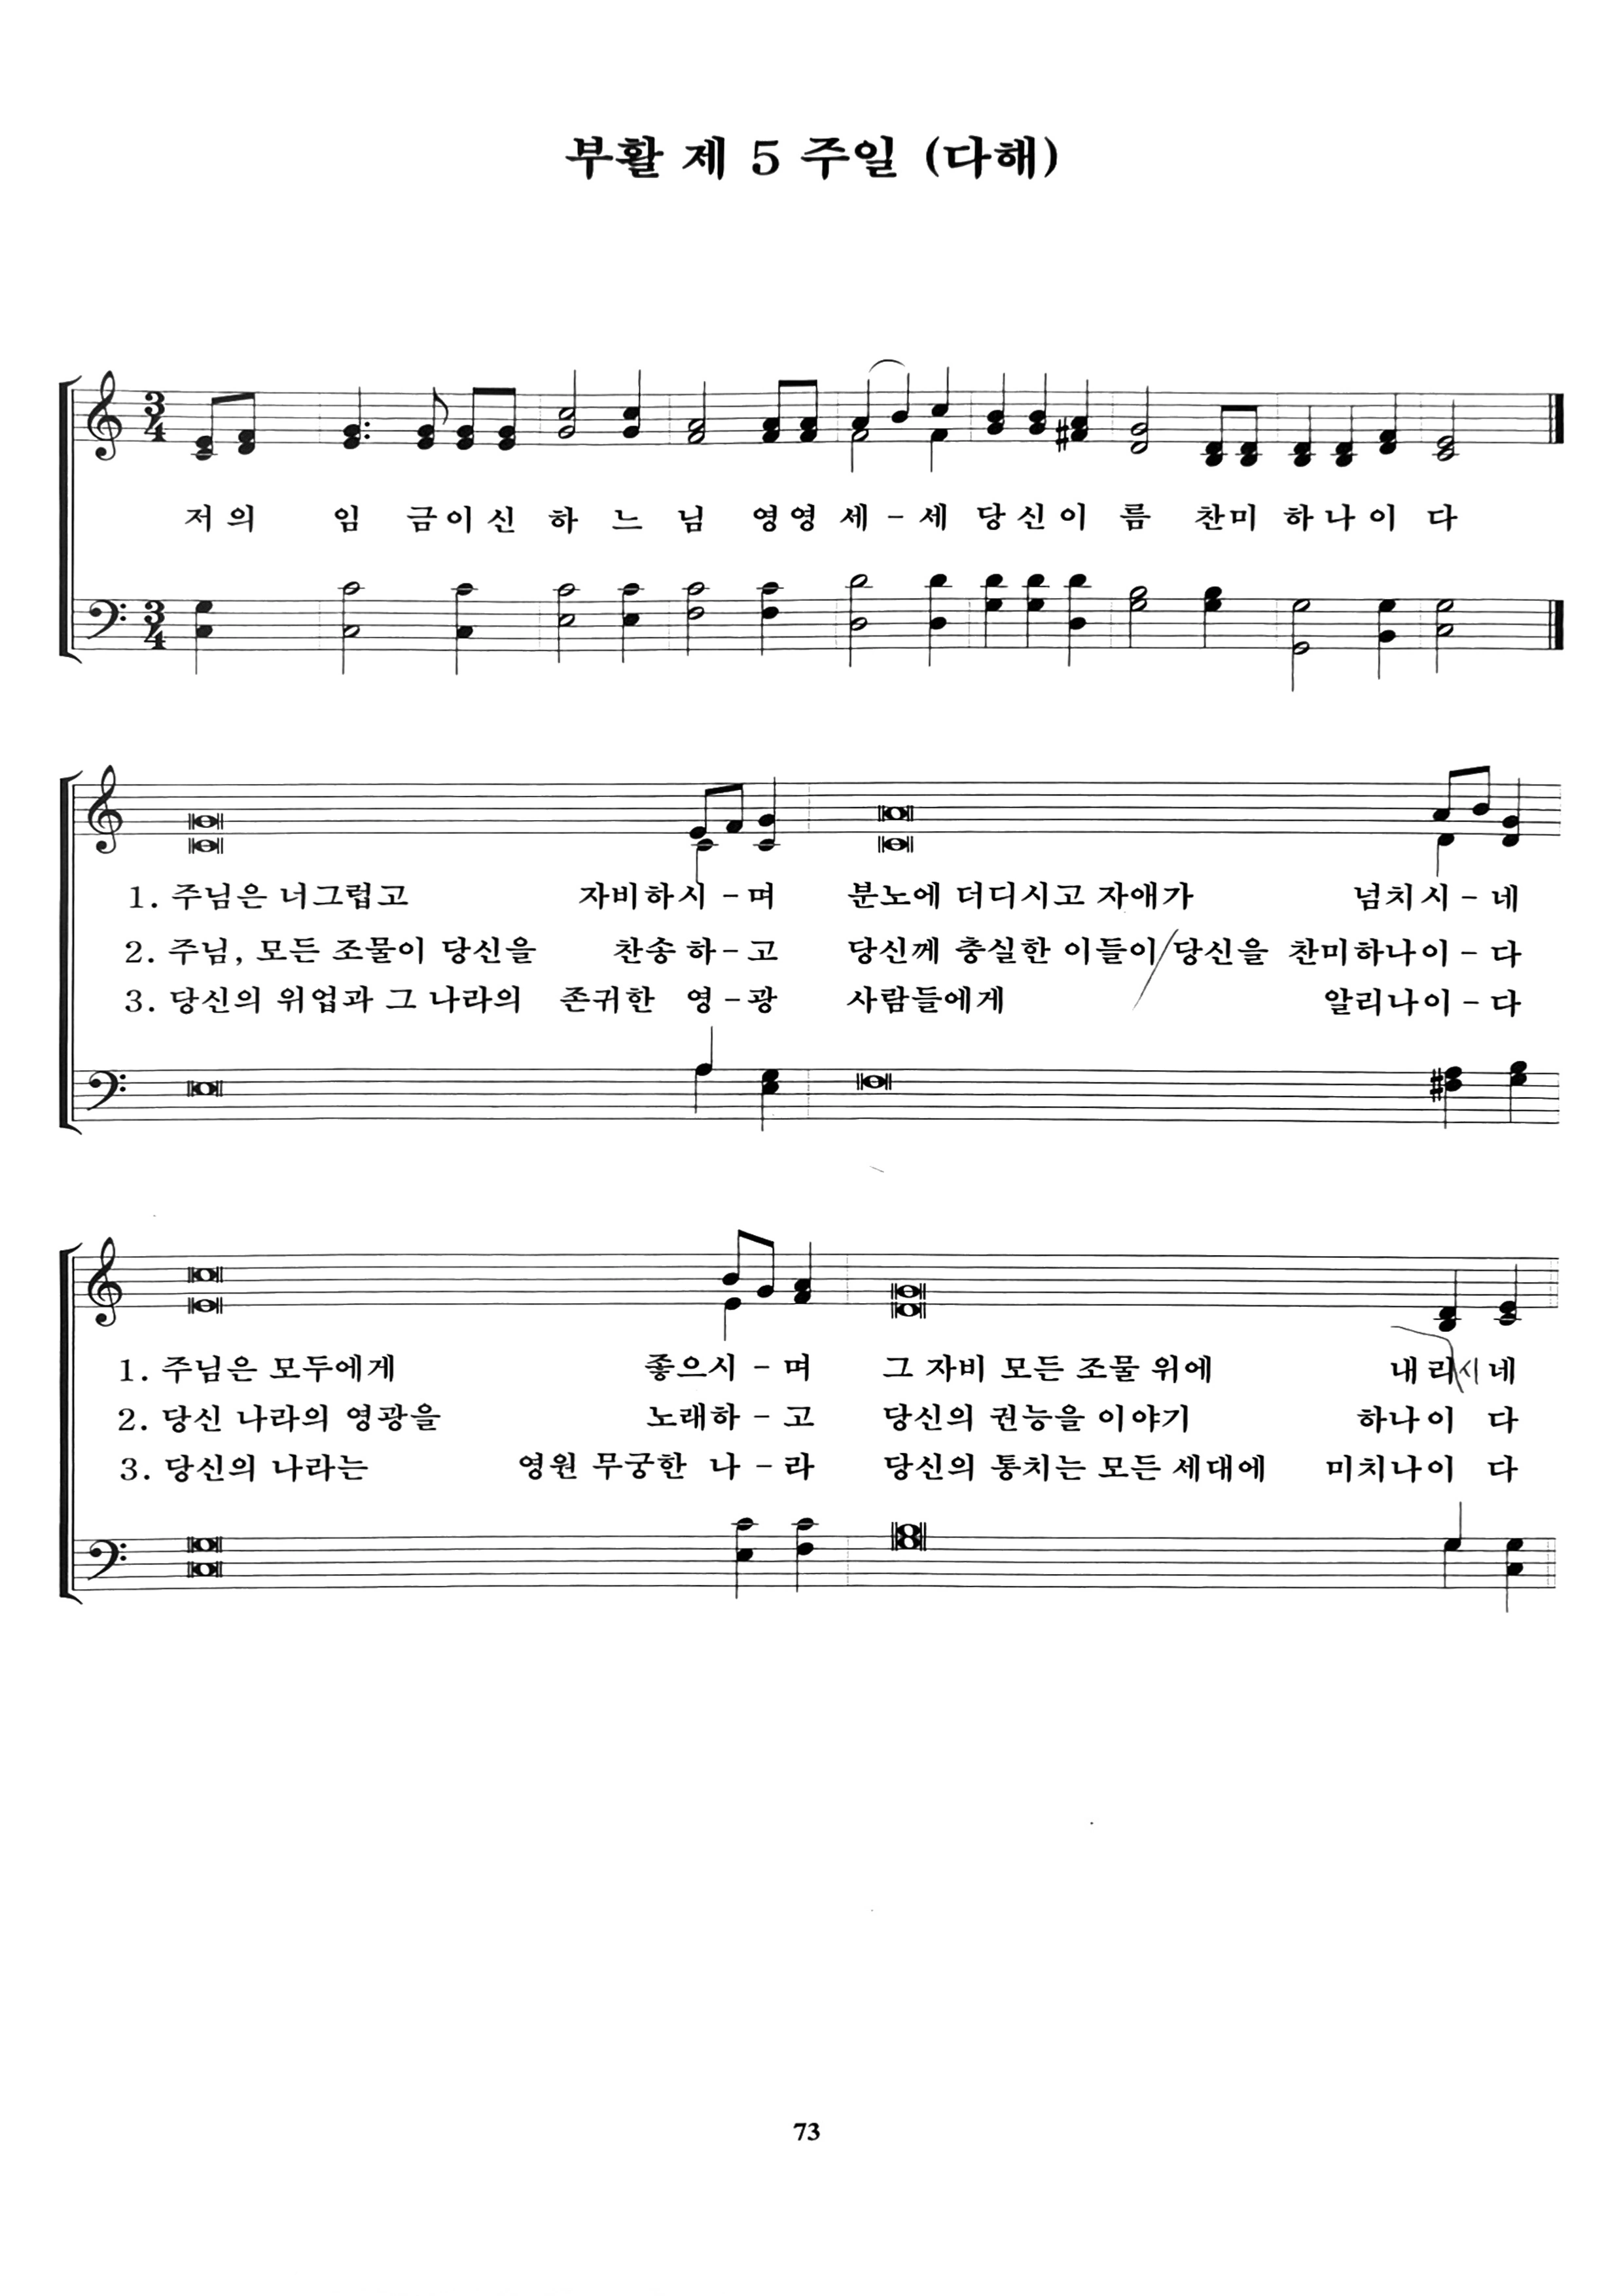 부활 제 5 주일 (다해)
3 4
저의 임 금이신 하 느 님 영영 세 - 세 당신이 름 찬미 하나이 다
3 4
1. 주님은 너그럽고 자비하시 - 며 분노에 더디시고 자애가 넘치시 - 네
2. 주님, 모든 조물이 당신을 찬송하 - 고 당신께 충실한 이들이/당신을 찬미하나이 - 다
3. 당신의 위업과 그 나라의 존귀한 영 - 광 사람들에게 알리나이 - 다
1. 주님은 모두에게 좋으시 - 며 그 자비 모든 조물 위에 내리시네
2. 당신 나라의 영광을 노래하 - 고 당신의 권능을 이야기 하나이 다
3. 당신의 나라는 영원 무궁한 나 - 라 당신의 통치는 모든 세대에 미치나이 다
73